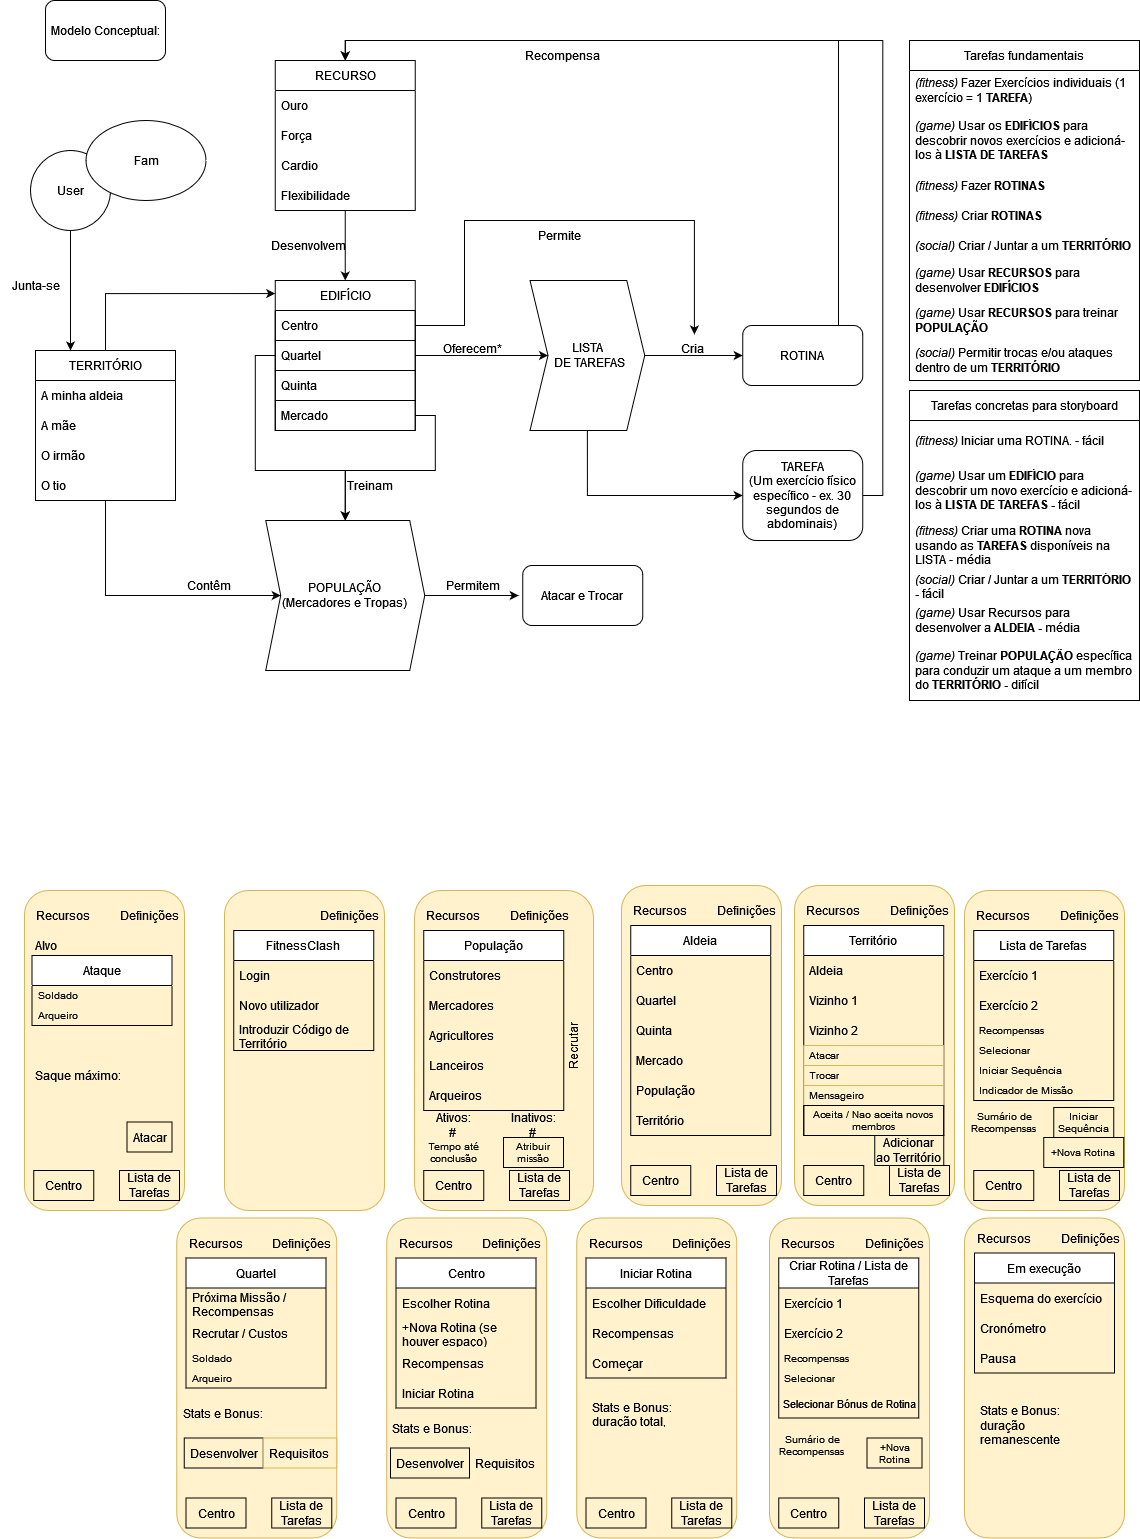 Modelo Conceptual:
Recompensa
RECURSO
Ouro
Força
Cardio
Flexibilidade
Fam
User
Desenvolvem
Permite
Junta-se
EDIFÍCIO
Centro
Quartel
Quinta
Mercado
Oferecem*
LISTA
DE TAREFAS
Cria
ROTINA
TERRITÓRIO
A minha aldeia
A mãe
O irmão
O tio
Treinam
TAREFA
(Um exercício físico
específico - ex. 30
segundos de
abdominais)
Contêm
POPULAÇÃO
(Mercadores e Tropas)
Permitem
Atacar e Trocar
Tarefas fundamentais
(fitness) Fazer Exercícios individuais (1
exercício = 1 TAREFA)
(game) Usar os EDIFÍCIOS para
descobrir novos exercícios e adicioná-
los à LISTA DE TAREFAS
(fitness) Fazer ROTINAS
(fitness) Criar ROTINAS
(social) Criar / Juntar a um TERRITÓRIO
(game) Usar RECURSOS para
desenvolver EDIFÍCIOS
(game) Usar RECURSOS para treinar
POPULAÇÃO
(social) Permitir trocas e/ou ataques
dentro de um TERRITÓRIO
Tarefas concretas para storyboard
(fitness) Iniciar uma ROTINA. - fácil
(game) Usar um EDIFÍCIO para
descobrir um novo exercício e adicioná-
los à LISTA DE TAREFAS - fácil
(fitness) Criar uma ROTINA nova
usando as TAREFAS disponíveis na
LISTA - média
(social) Criar / Juntar a um TERRITÓRIO
- fácil
(game) Usar Recursos para
desenvolver a ALDEIA - média
(game) Treinar POPULAÇÃO específica
para conduzir um ataque a um membro
do TERRITÓRIO - difícil
Recursos Definições
Alvo
Ataque
Soldado
Arqueiro
Saque máximo:
Atacar
Centro
Lista de
Tarefas
Definições
FitnessClash
Login
Novo utilizador
Introduzir Código de
Território
Recursos Definições
População
Construtores
Mercadores
Agricultores
Lanceiros
Arqueiros
Recrutar
Ativos:
#
Inativos:
#
Tempo até
conclusão
Atribuir
missão
Centro
Lista de
Tarefas
Recursos Definições
Aldeia
Centro
Quartel
Quinta
Mercado
População
Território
Centro
Lista de
Tarefas
Recursos Definições
Território
Aldeia
Vizinho 1
Vizinho 2
Atacar
Trocar
Mensageiro
Aceita / Nao aceita novos
membros
Adicionar
ao Território
Centro
Lista de
Tarefas
Recursos Definições
Lista de Tarefas
Exercício 1
Exercício 2
Recompensas
Selecionar
Iniciar Sequência
Indicador de Missão
Sumário de
Recompensas
Iniciar
Sequência
+Nova Rotina
Centro
Lista de
Tarefas
Recursos Definições
Quartel
Próxima Missão /
Recompensas
Recrutar / Custos
Soldado
Arqueiro
Stats e Bonus:
Desenvolver Requisitos
Centro
Lista de
Tarefas
Recursos Definições
Centro
Escolher Rotina
+Nova Rotina (se
houver espaço)
Recompensas
Iniciar Rotina
Stats e Bonus:
Desenvolver Requisitos
Centro
Lista de
Tarefas
Recursos Definições
Iniciar Rotina
Escolher Dificuldade
Recompensas
Começar
Stats e Bonus:
duração total,
Centro
Lista de
Tarefas
Recursos Definições
Criar Rotina / Lista de
Tarefas
Exercício 1
Exercício 2
Recompensas
Selecionar
Selecionar Bónus de Rotina
Sumário de
Recompensas
+Nova
Rotina
Centro
Lista de
Tarefas
Recursos Definições
Em execução
Esquema do exercício
Cronómetro
Pausa
Stats e Bonus:
duração
remanescente